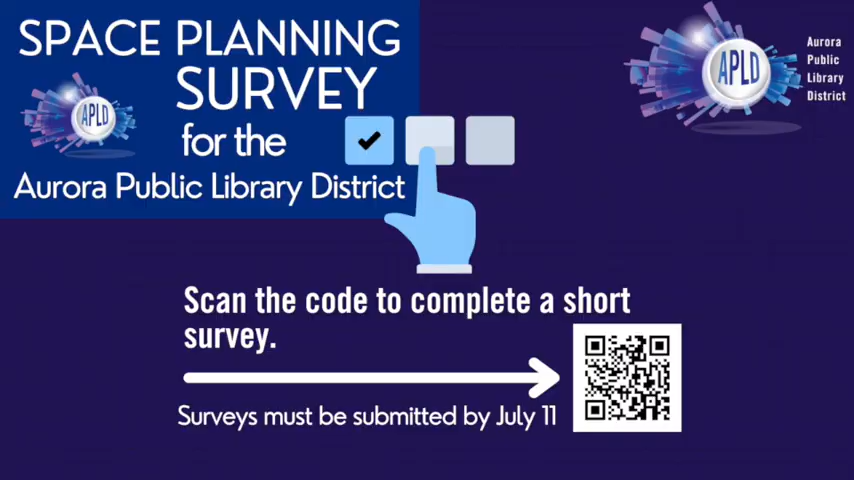 SPACE PLANNING
SURVEY
APLD
for the
Aurora Public Library District
APLD
Aurora
Public
Library
District
Scan the code to complete a short
survey.
Surveys must be submitted by July 11